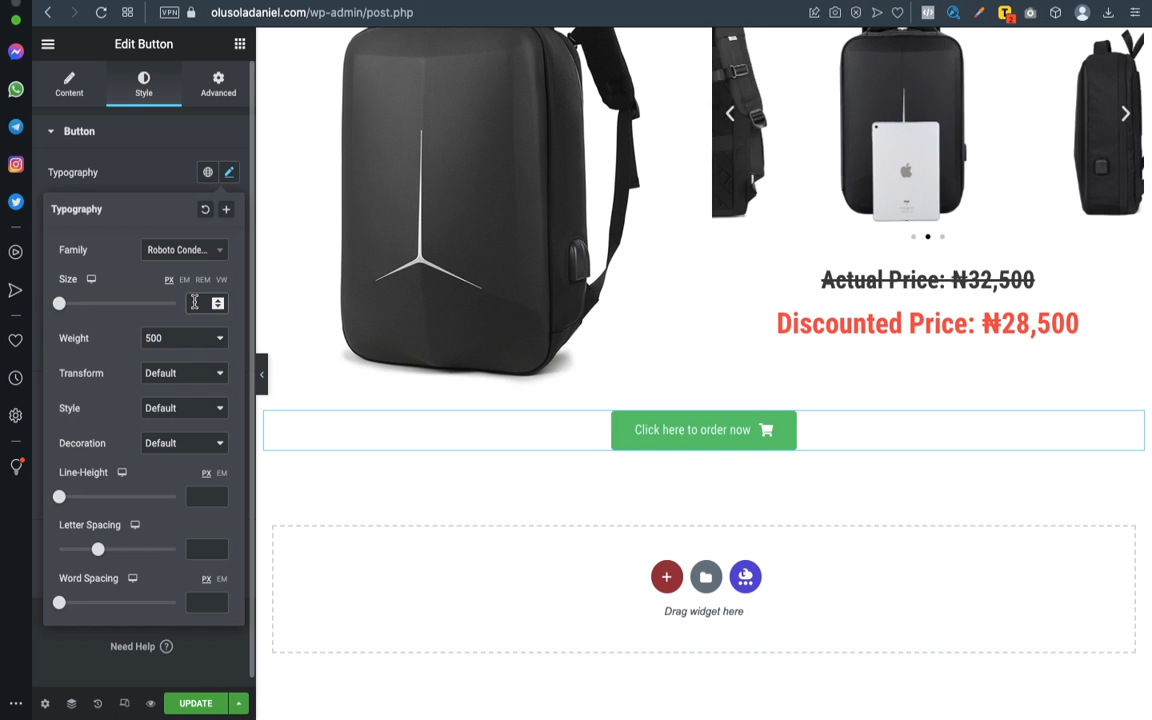 VPN
olusoladaniel.com/wp-admin/post.php
2
Edit Button
Content
Style
Advanced
Button
Typography
Typography
Family
Roboto Conde...
Size
PX EM REM VW
Weight
500
Transform
Default
Style
Default
Decoration
Default
Line-Height
PX EM
Letter Spacing
Word Spacing
PX EM
Need Help ?
UPDATE
Actual Price: ₦32,500
Discounted Price: ₦28,500
Click here to order now
Drag widget here